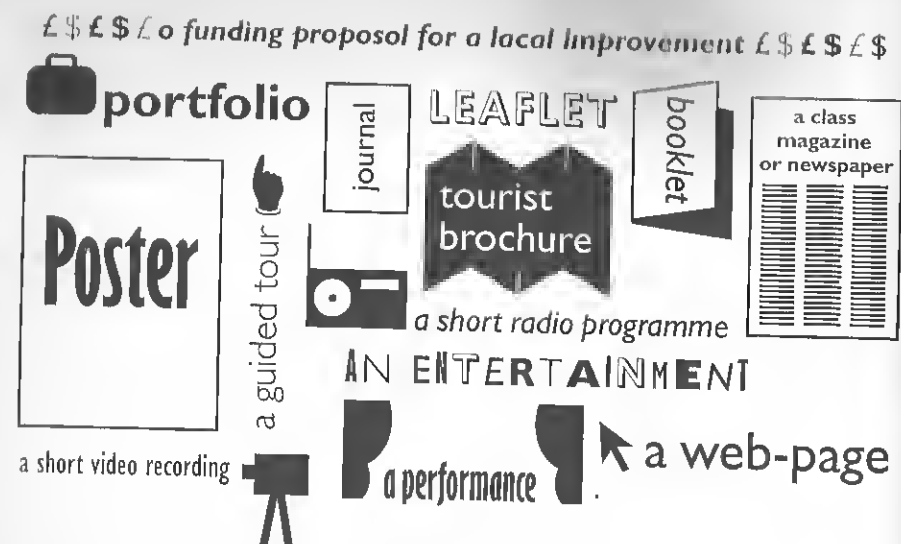 £ $ £ $ £ a funding proposal for a local improvement £ $ £ $ £ $
portfolio
journal
LEAFLET
booklet
a class
magazine
or newspaper
Poster
a guided tour
tourist
brochure
a short radio programme
AN ENTERTAINMENT
a short video recording
a performance
a web-page